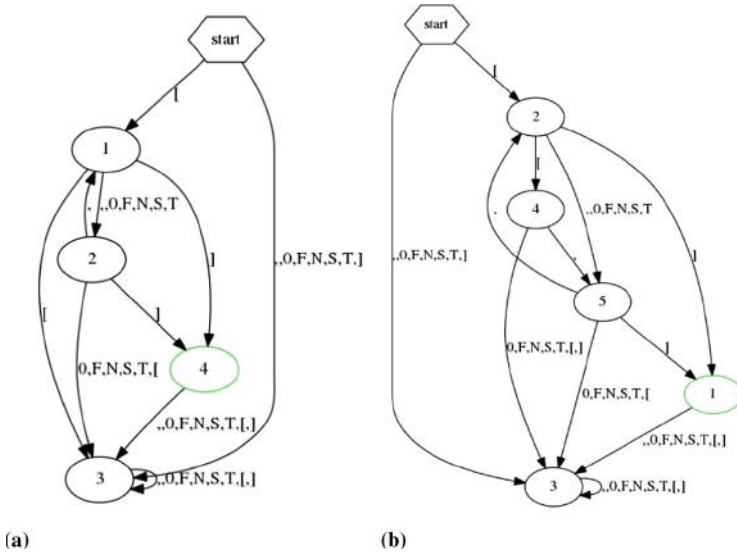 start
[
1
, ,,0,F,N,S,T
2
[
]
]
,,0,F,N,S,T,]
0,F,N,S,T,[
4
,,0,F,N,S,T,[,]
3
,,0,F,N,S,T,[,]
(a)
start
[
2
[
4
, ,,0,F,N,S,T
]
,
,,0,F,N,S,T,]
5
0,F,N,S,T,[,]
0,F,N,S,T,[
]
1
,,0,F,N,S,T,[,]
3
,,0,F,N,S,T,[,]
(b)